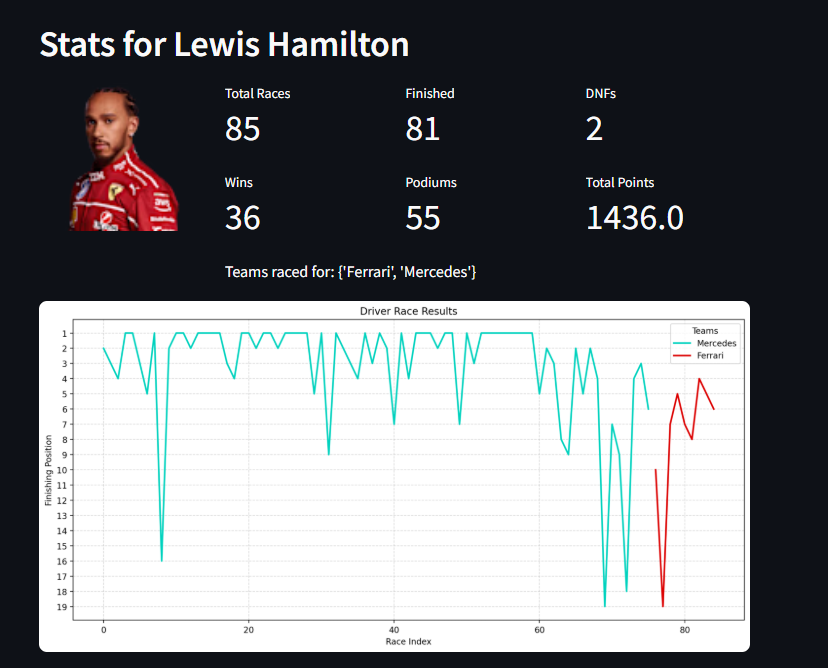 Stats for Lewis Hamilton
Total Races
Finished
DNFs
85
81
2
Wins
Podiums
Total Points
36
55
1436.0
Teams raced for: {'Ferrari', 'Mercedes'}
Driver Race Results
Teams
Mercedes
Ferrari
Finishing Position
1
2
3
4
5
6
7
8
9
10
11
12
13
14
15
16
17
18
19
0
20
40
60
80
Race Index